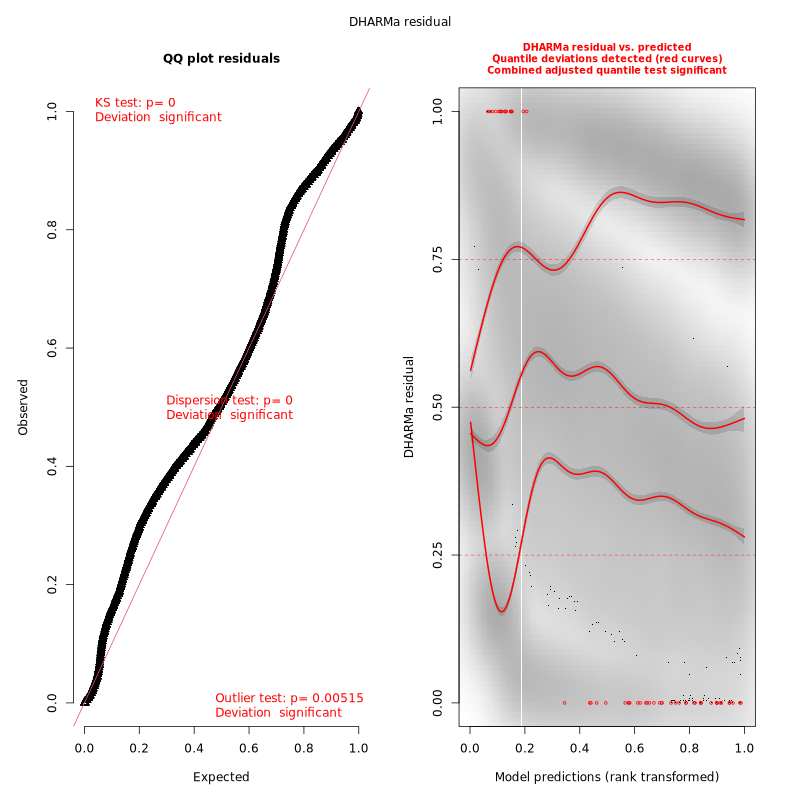 DHARMa residual
QQ plot residuals
KS test: p= 0
Deviation  significant
Dispersion test: p= 0
Deviation  significant
Outlier test: p= 0.00515
Deviation  significant
Observed
0.0 0.2 0.4 0.6 0.8 1.0
0.0 0.2 0.4 0.6 0.8 1.0
Expected
DHARMa residual vs. predicted
Quantile deviations detected (red curves)
Combined adjusted quantile test significant
DHARMa residual
0.00 0.25 0.50 0.75 1.00
0.0 0.2 0.4 0.6 0.8 1.0
Model predictions (rank transformed)